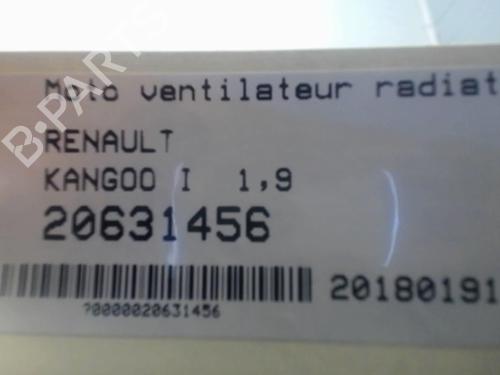 Moto ventilateur radiat
RENAULT
KANGOO I 1,9
20631456
20180191
?0000020631456
B-PARTS